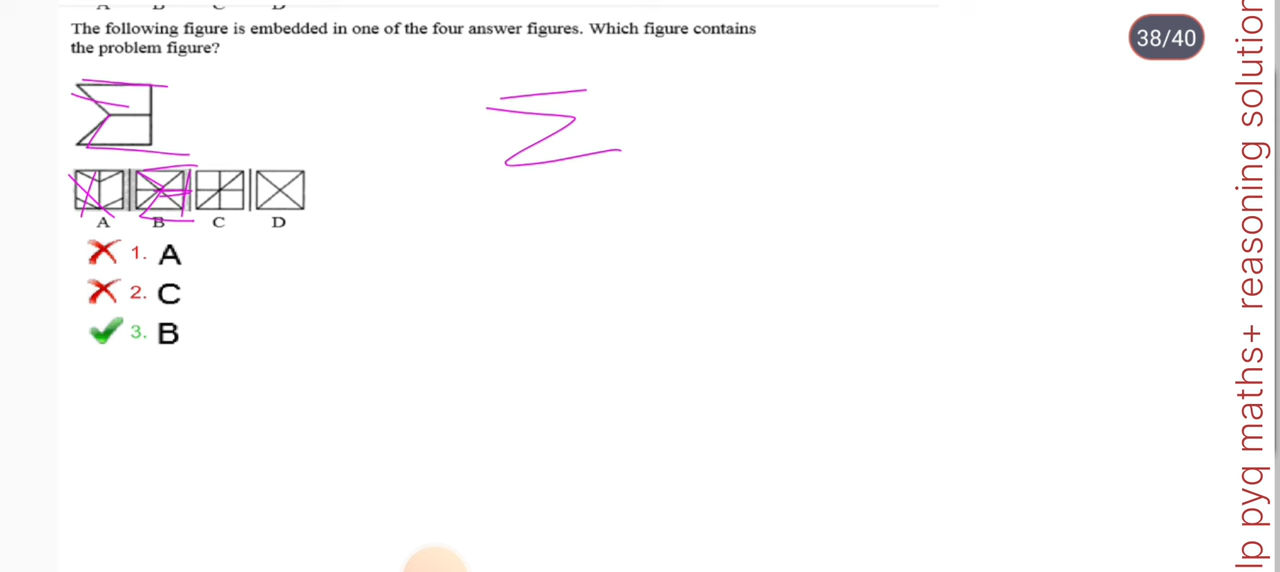 A B C D
The following figure is embedded in one of the four answer figures. Which figure contains
the problem figure?
38/40
A B C D
1. A
2. C
3. B
lp pyq maths+ reasoning solution